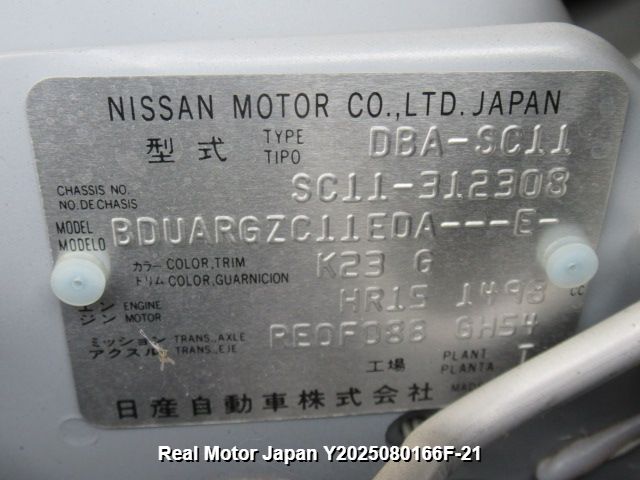 NISSAN MOTOR CO.,LTD. JAPAN
型式 TYPE TIPO DBA-SC11
CHASSIS NO. NO.DE CHASIS SC11-312308
MODEL MODELO BDUARGZC11EDA---E-
カラー COLOR,TRIM K23 G
トリム COLOR,GUARNICION
エンジン ENGINE MOTOR HR15 1498 CC
ミッション TRANS.,AXLE RE0F08B GH54
アクスル TRANS.,EJE
工場 PLANT PLANTA
日産自動車株式会社 MADE
Real Motor Japan Y2025080166F-21